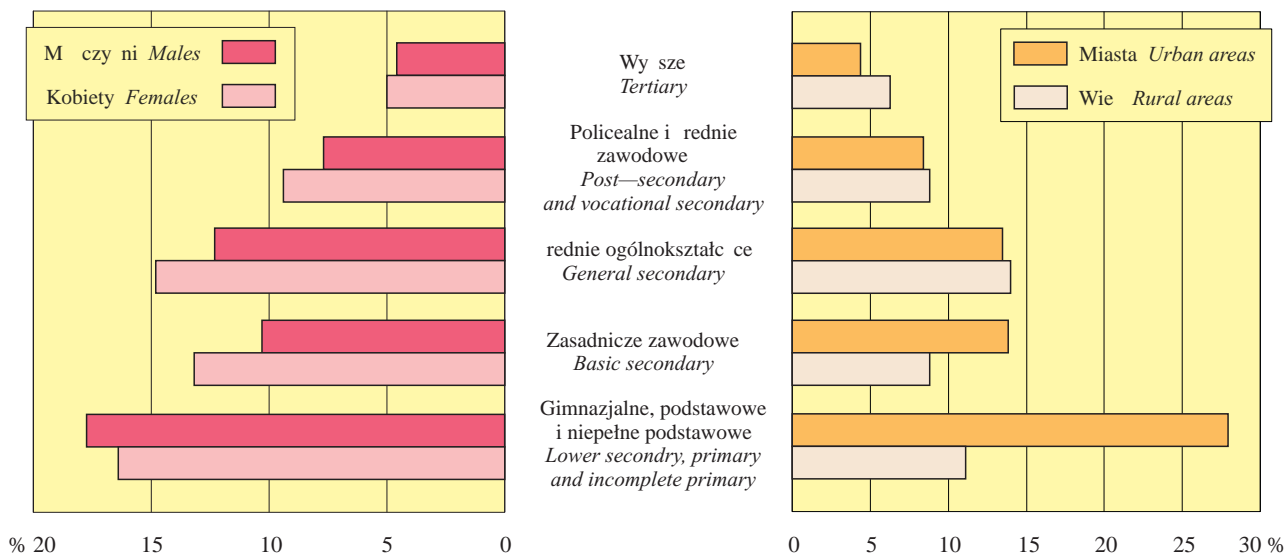 M czy ni Males
Kobiety Females
Wy sze
Tertiary
Policealne i rednie
zawodowe
Post—secondary
and vocational secondary
rednie ogólnokształc ce
General secondary
Zasadnicze zawodowe
Basic secondary
Gimnazjalne, podstawowe
i niepełne podstawowe
Lower secondry, primary
and incomplete primary
Miasta Urban areas
Wie Rural areas
% 20 15 10 5 0
0 5 10 15 20 25 30 %